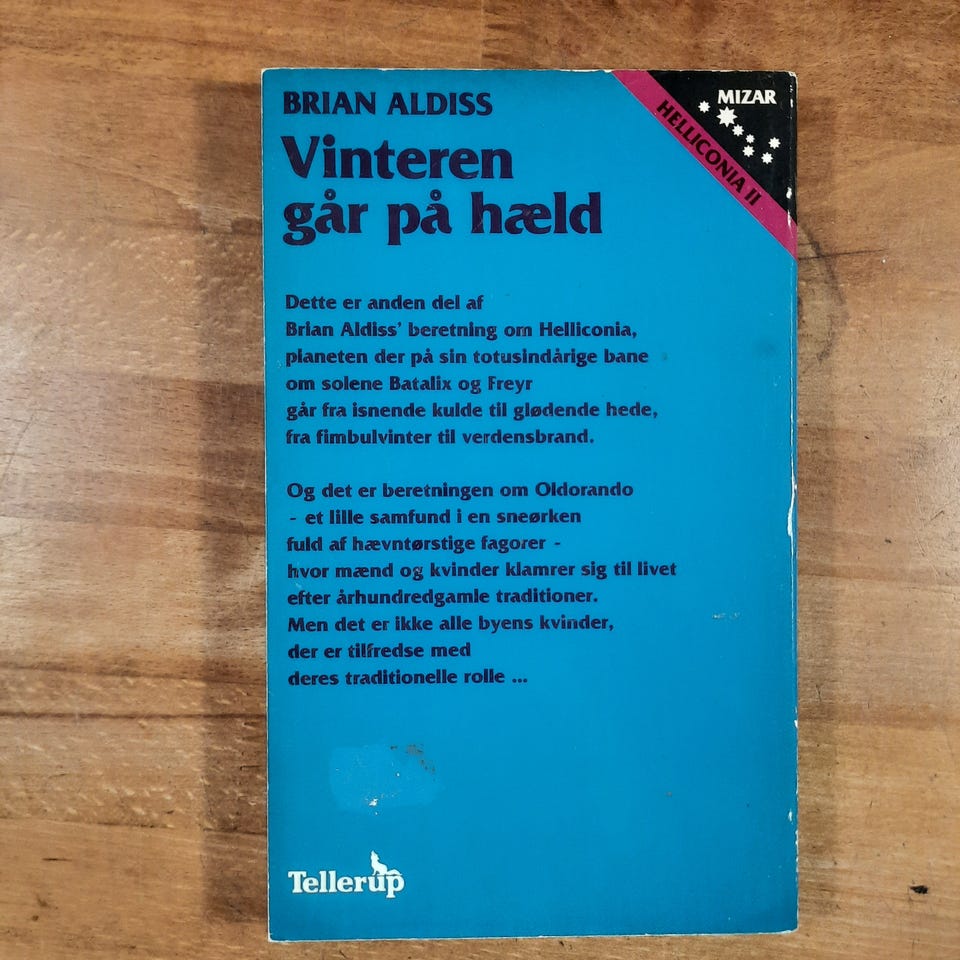 BRIAN ALDISS
Vinteren
går på hæld
MIZAR
HELLICONIA II
Dette er anden del af
Brian Aldiss' beretning om Helliconia,
planeten der på sin totusindårige bane
om solene Batalix og Freyr
går fra isnende kulde til glødende hede,
fra fimbulvinter til verdensbrand.
Og det er beretningen om Oldorando
- et lille samfund i en sneørken
fuld af hævntørstige fagorer -
hvor mænd og kvinder klamrer sig til livet
efter århundredgamle traditioner.
Men det er ikke alle byens kvinder,
der er tilfredse med
deres traditionelle rolle ...
Tellerup